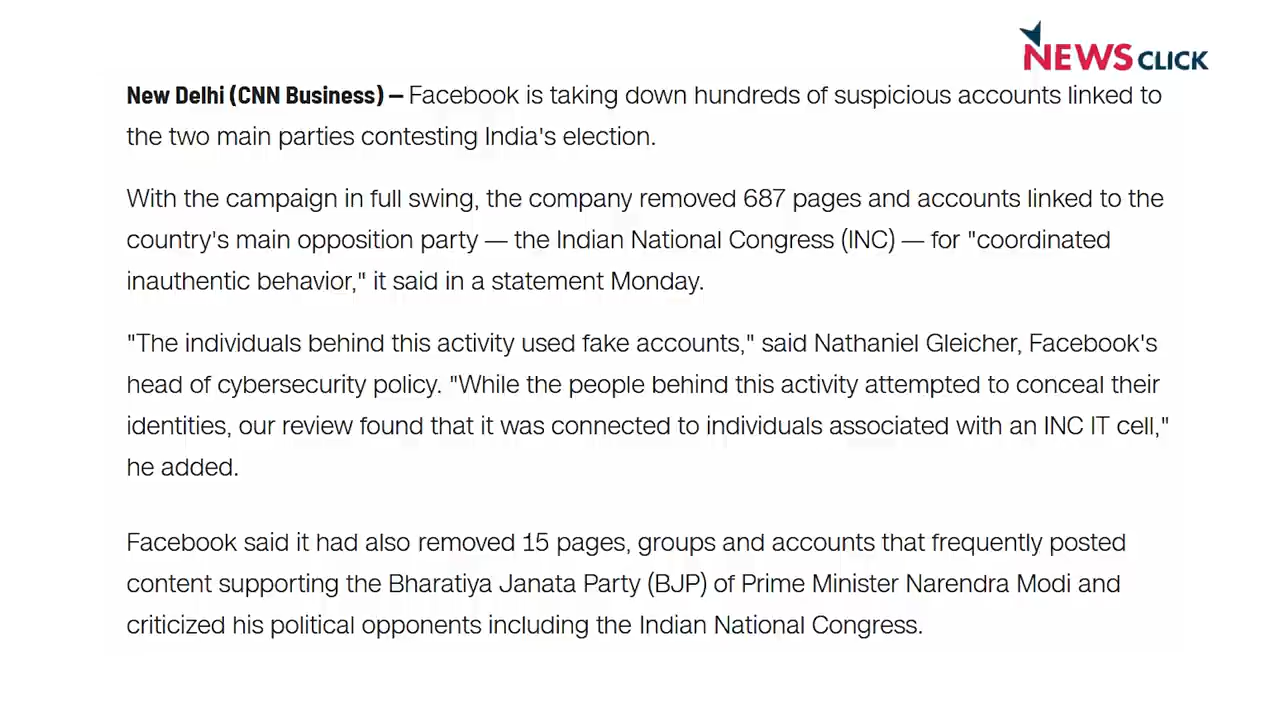 NEWSCLICK
New Delhi (CNN Business) — Facebook is taking down hundreds of suspicious accounts linked to
the two main parties contesting India's election.
With the campaign in full swing, the company removed 687 pages and accounts linked to the
country's main opposition party — the Indian National Congress (INC) — for "coordinated
inauthentic behavior," it said in a statement Monday.
"The individuals behind this activity used fake accounts," said Nathaniel Gleicher, Facebook's
head of cybersecurity policy. "While the people behind this activity attempted to conceal their
identities, our review found that it was connected to individuals associated with an INC IT cell,"
he added.
Facebook said it had also removed 15 pages, groups and accounts that frequently posted
content supporting the Bharatiya Janata Party (BJP) of Prime Minister Narendra Modi and
criticized his political opponents including the Indian National Congress.